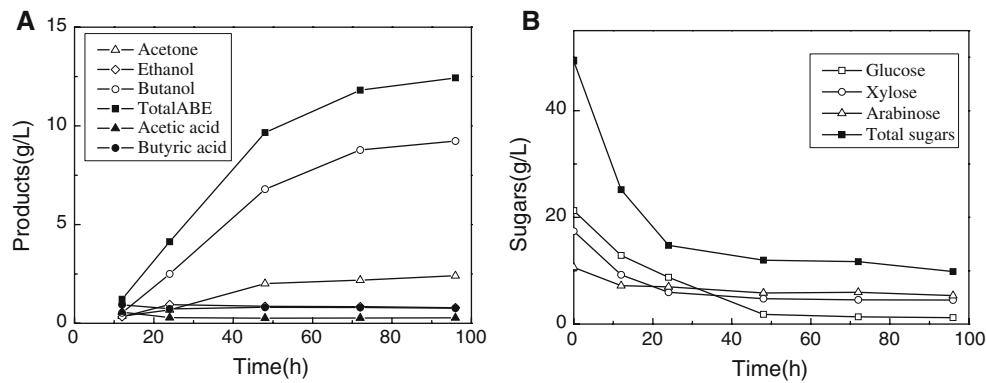 A
15
10
5
0
Products(g/L)
Acetone
Ethanol
Butanol
TotalABE
Acetic acid
Butyric acid
0 20 40 60 80 100
Time(h)
B
40
20
0
Sugars(g/L)
Glucose
Xylose
Arabinose
Total sugars
0 20 40 60 80 100
Time(h)